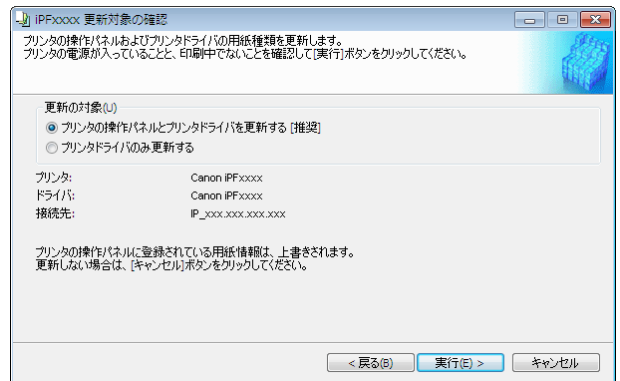 iPFxxxx 更新対象の確認
プリンタの操作パネルおよびプリンタドライバの用紙種類を更新します。
プリンタの電源が入っていることと、印刷中でないことを確認して[実行]ボタンをクリックしてください。
更新の対象(U)
プリンタの操作パネルとプリンタドライバを更新する [推奨]
プリンタドライバのみ更新する
プリンタ: Canon iPFxxxx
ドライバ: Canon iPFxxxx
接続先: IP_xxx.xxx.xxx.xxx
プリンタの操作パネルに登録されている用紙情報は、上書きされます。
更新しない場合は、[キャンセル]ボタンをクリックしてください。
< 戻る(B) 実行(E) > キャンセル